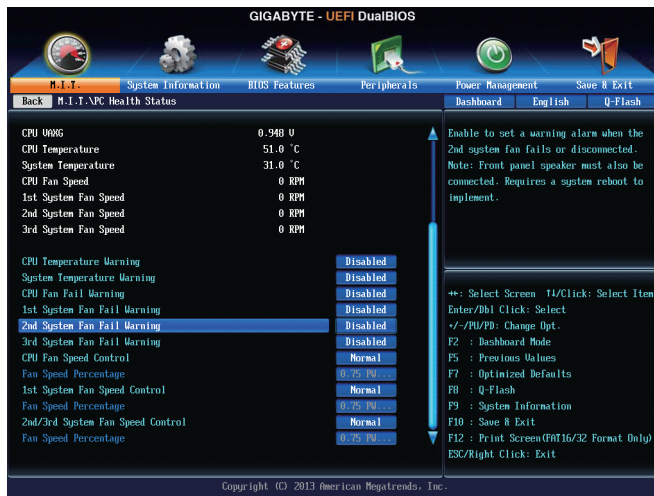 GIGABYTE - UEFI DualBIOS
M.I.T. System Information BIOS Features Peripherals Power Management Save & Exit
Back M.I.T.\PC Health Status Dashboard English Q-Flash
CPU VAXG 0.948 V
CPU Temperature 51.0 °C
System Temperature 31.0 °C
CPU Fan Speed 0 RPM
1st System Fan Speed 0 RPM
2nd System Fan Speed 0 RPM
3rd System Fan Speed 0 RPM
CPU Temperature Warning Disabled
System Temperature Warning Disabled
CPU Fan Fail Warning Disabled
1st System Fan Fail Warning Disabled
2nd System Fan Fail Warning Disabled
3rd System Fan Fail Warning Disabled
CPU Fan Speed Control Normal
Fan Speed Percentage 0.75 PW...
1st System Fan Speed Control Normal
Fan Speed Percentage 0.75 PW...
2nd/3rd System Fan Speed Control Normal
Fan Speed Percentage 0.75 PW...
Enable to set a warning alarm when the
2nd system fan fails or disconnected.
Note: Front panel speaker must also be
connected. Requires a system reboot to
implement.
↔: Select Screen ↑↓/Click: Select Item
Enter/Dbl Click: Select
+/-/PU/PD: Change Opt.
F2 : Dashboard Mode
F5 : Previous Values
F7 : Optimized Defaults
F8 : Q-Flash
F9 : System Information
F10 : Save & Exit
F12 : Print Screen(FAT16/32 Format Only)
ESC/Right Click: Exit
Copyright (C) 2013 American Megatrends, Inc.